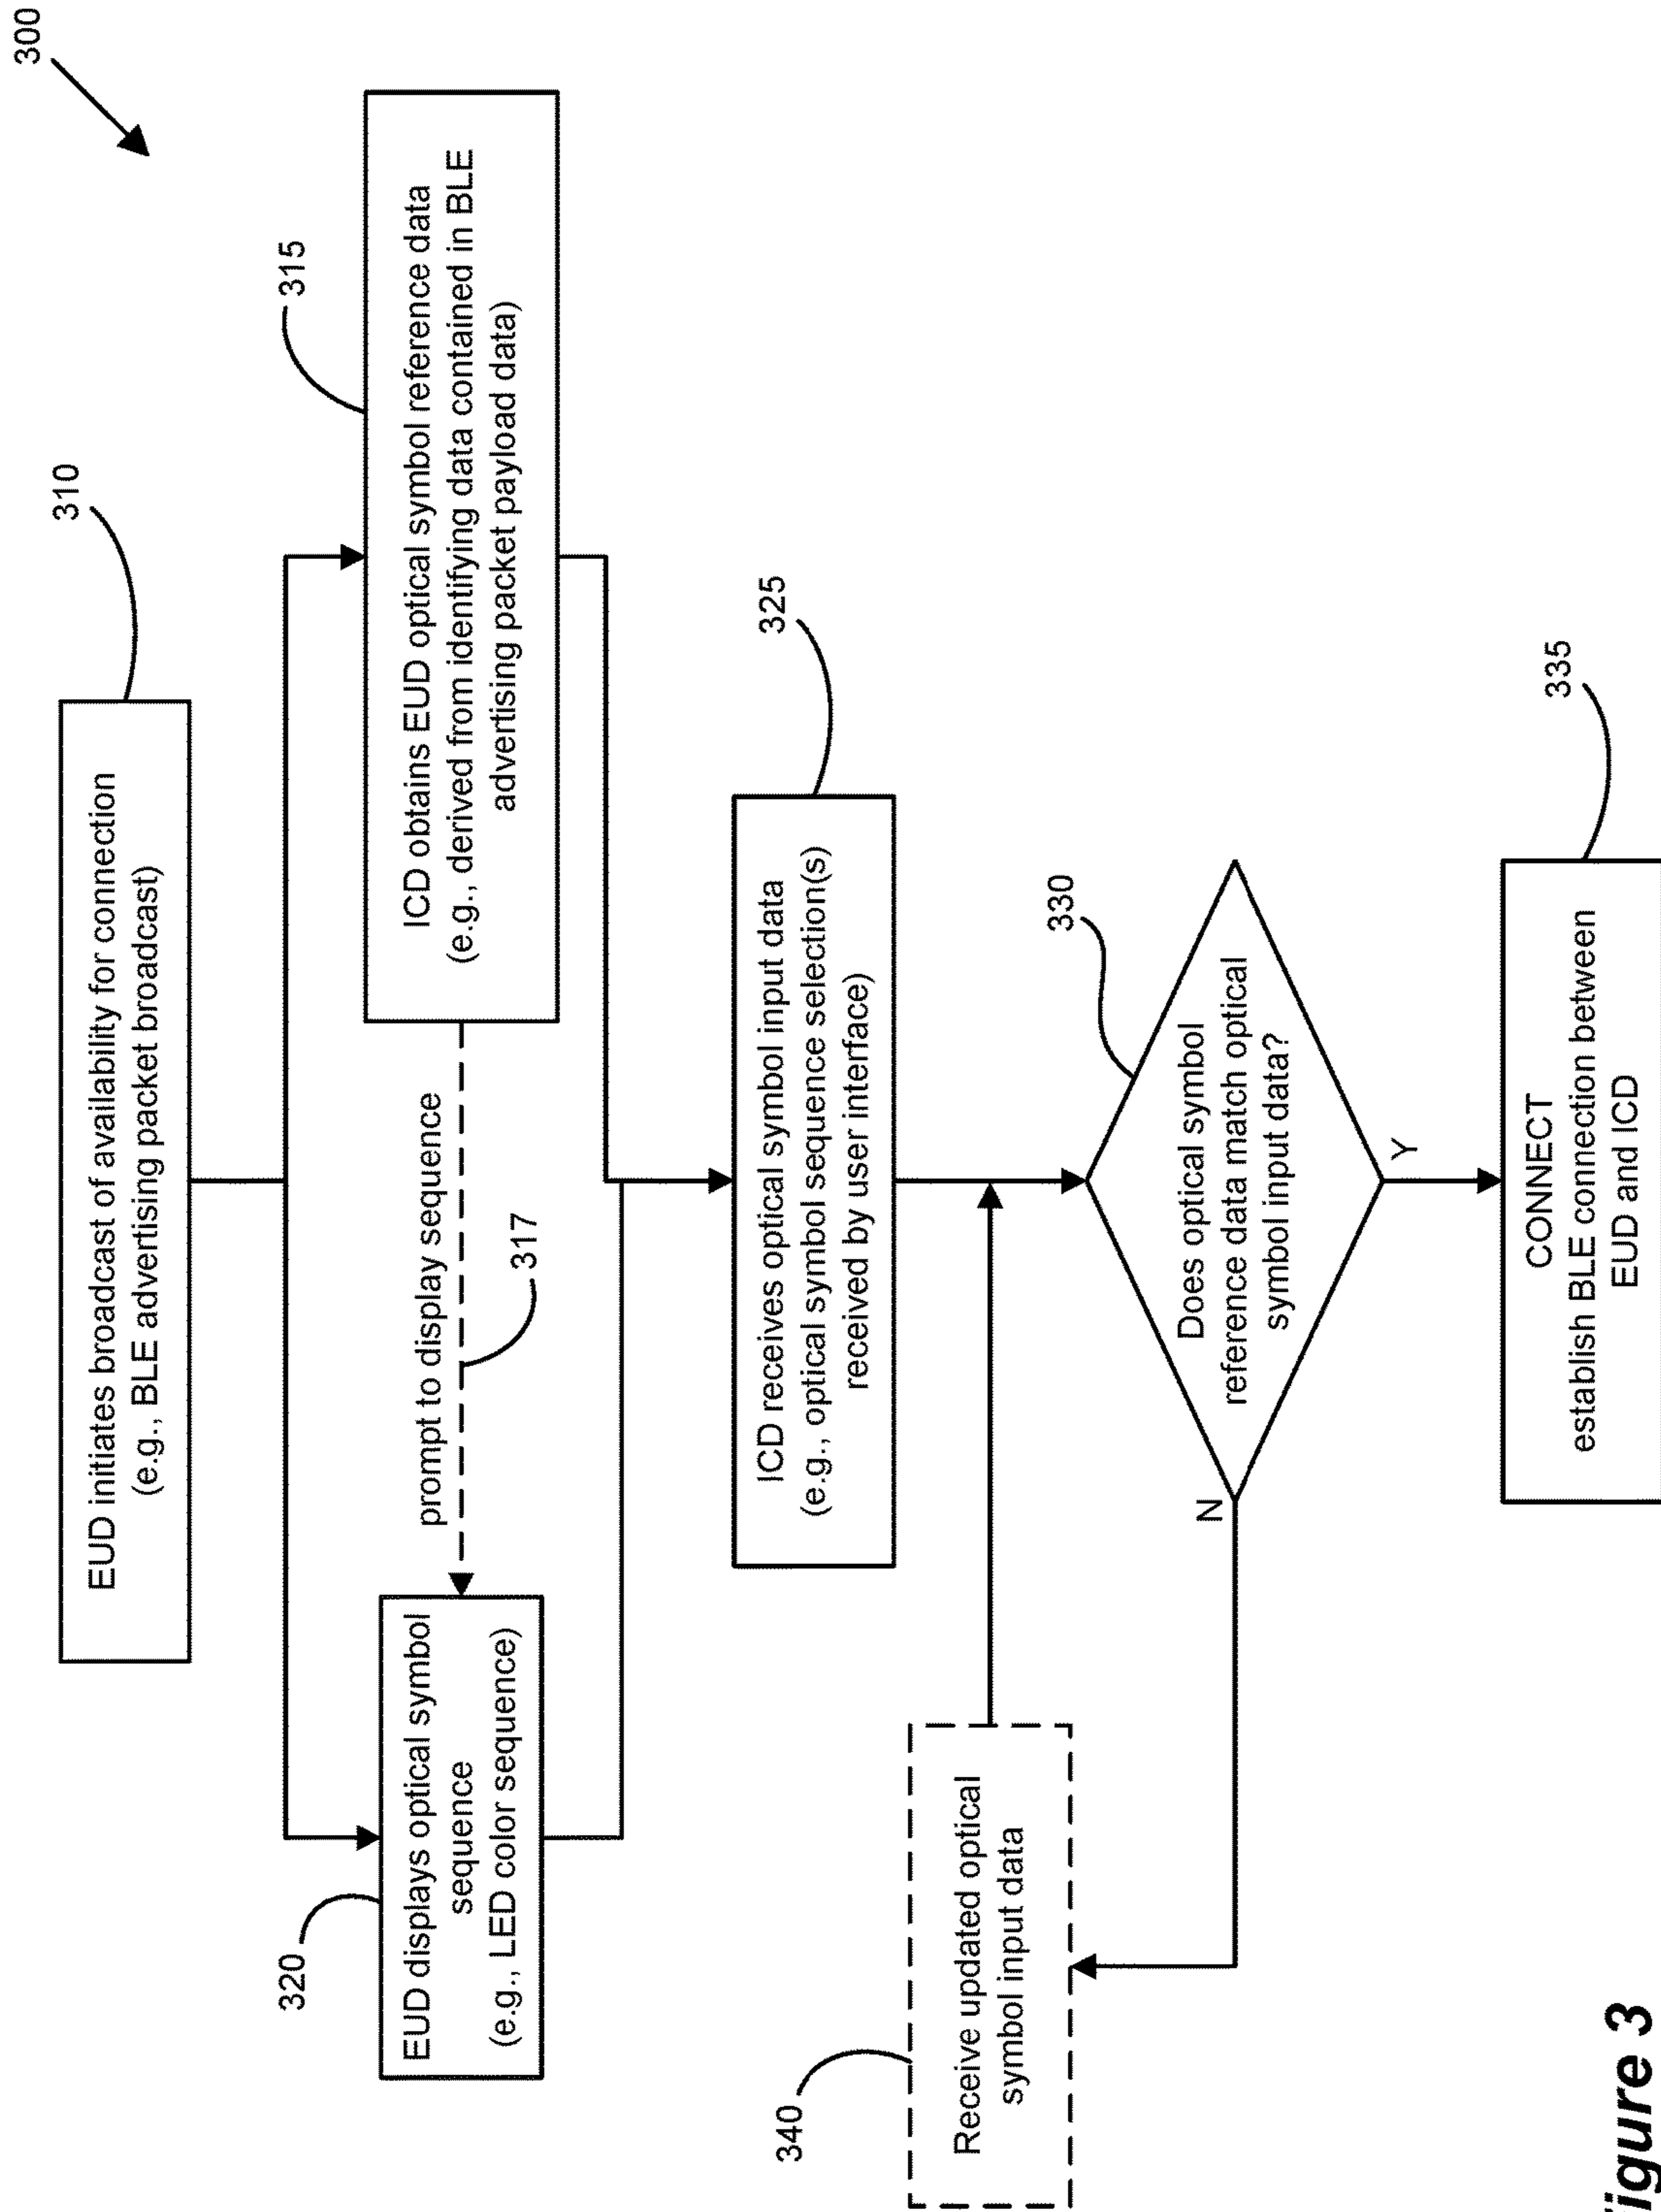 300
310
EUD initiates broadcast of availability for connection
(e.g., BLE advertising packet broadcast)
315
ICD obtains EUD optical symbol reference data
(e.g., derived from identifying data contained in BLE
advertising packet payload data)
prompt to display sequence
317
320
EUD displays optical symbol
sequence
(e.g., LED color sequence)
325
ICD receives optical symbol input data
(e.g., optical symbol sequence selection(s)
received by user interface)
330
Does optical symbol
reference data match optical
symbol input data?
N
Y
340
Receive updated optical
symbol input data
335
CONNECT
establish BLE connection between
EUD and ICD
igure 3